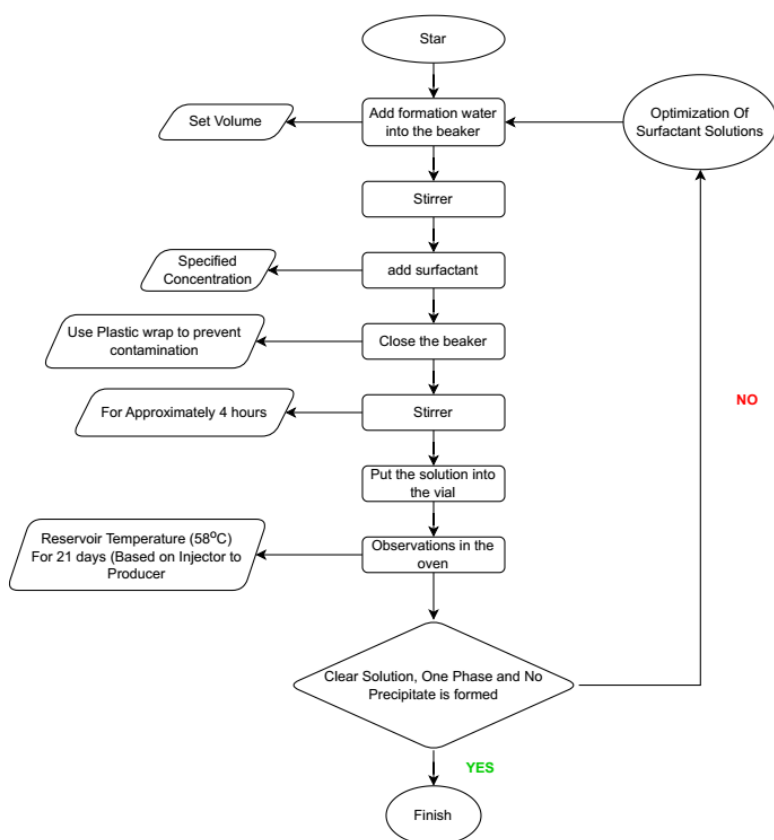 Star
Set Volume
Add formation water
into the beaker
Optimization Of
Surfactant Solutions
Stirrer
Specified
Concentration
add surfactant
Use Plastic wrap to prevent
contamination
Close the beaker
For Approximately 4 hours
Stirrer
NO
Put the solution into
the vial
Reservoir Temperature (58⁰C)
For 21 days (Based on Injector to
Producer
Observations in the
oven
Clear Solution, One Phase and No
Precipitate is formed
YES
Finish